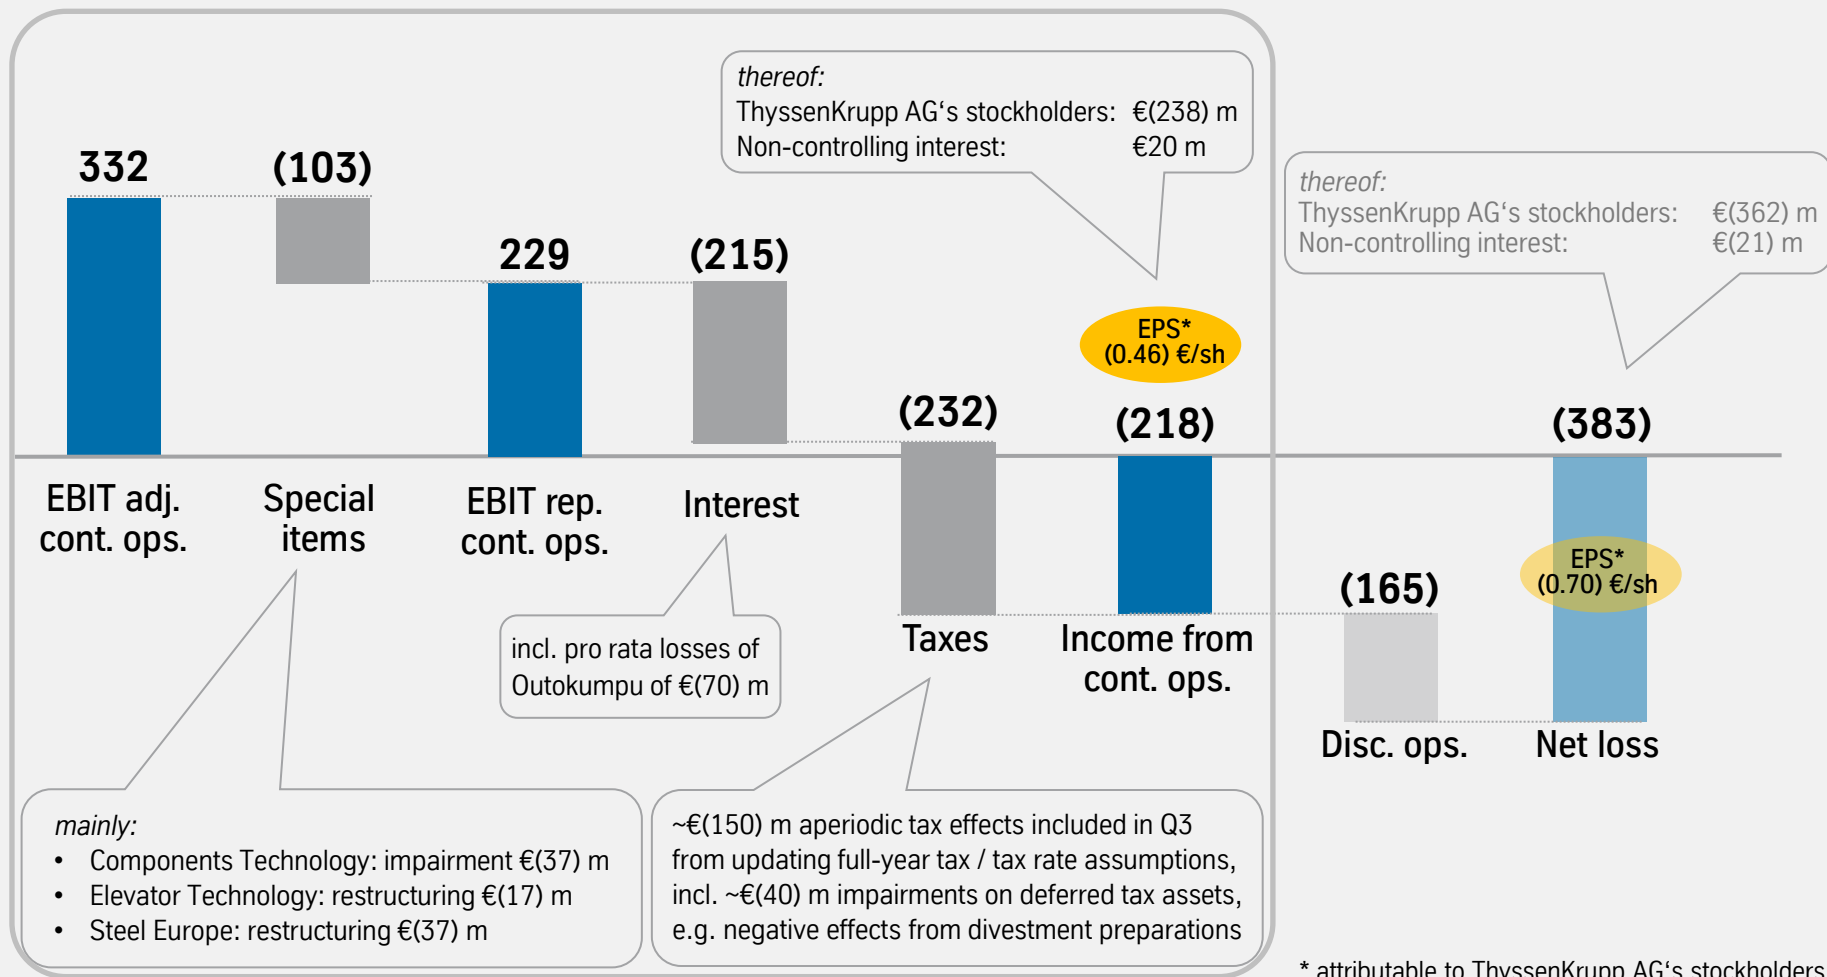 thereof:
ThyssenKrupp AG‘s stockholders: €(238) m
Non-controlling interest: €20 m
thereof:
ThyssenKrupp AG‘s stockholders: €(362) m
Non-controlling interest: €(21) m
332
(103)
229
(215)
EPS*
(0.46) €/sh
(232)
(218)
(383)
EBIT adj.
cont. ops.
Special
items
EBIT rep.
cont. ops.
Interest
EPS*
(0.70) €/sh
(165)
Taxes
Income from
cont. ops.
incl. pro rata losses of
Outokumpu of €(70) m
Disc. ops.
Net loss
mainly:
• Components Technology: impairment €(37) m
• Elevator Technology: restructuring €(17) m
• Steel Europe: restructuring €(37) m
~€(150) m aperiodic tax effects included in Q3
from updating full-year tax / tax rate assumptions,
incl. ~€(40) m impairments on deferred tax assets,
e.g. negative effects from divestment preparations
* attributable to ThyssenKrupp AG‘s stockholders